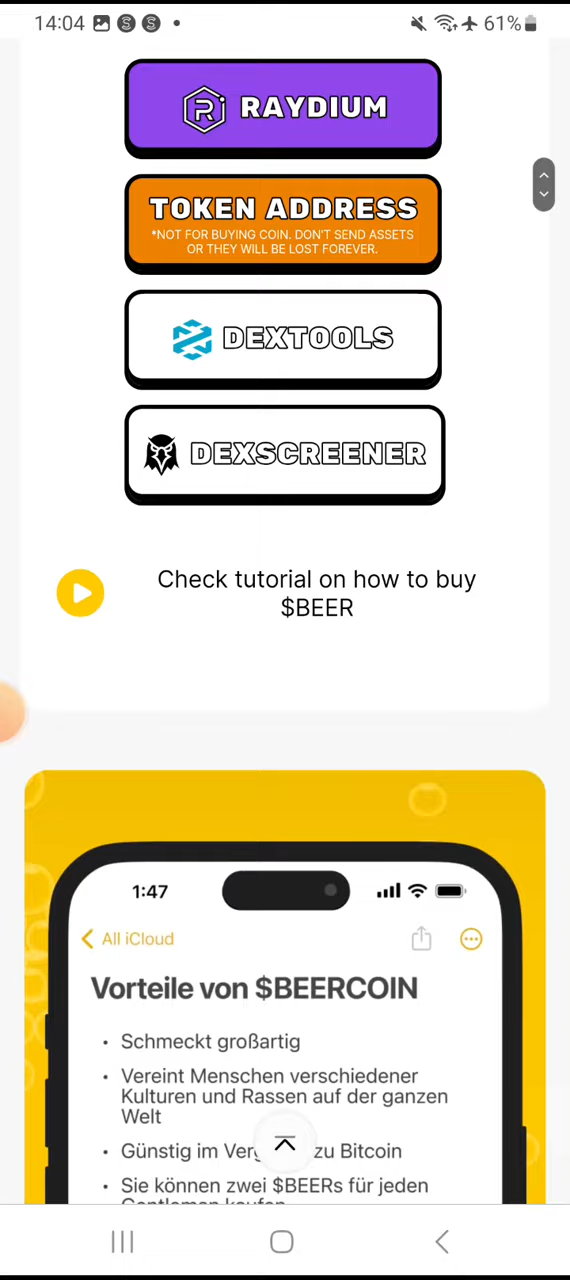 14:04
61%
RAYDIUM
TOKEN ADDRESS
*NOT FOR BUYING COIN. DON'T SEND ASSETS
OR THEY WILL BE LOST FOREVER.
DEXTOOLS
DEXSCREENER
Check tutorial on how to buy
$BEER
1:47
All iCloud
Vorteile von $BEERCOIN
• Schmeckt großartig
• Vereint Menschen verschiedener
Kulturen und Rassen auf der ganzen
Welt
• Günstig im zu Bitcoin
• Sie können zwei $BEERs für jeden